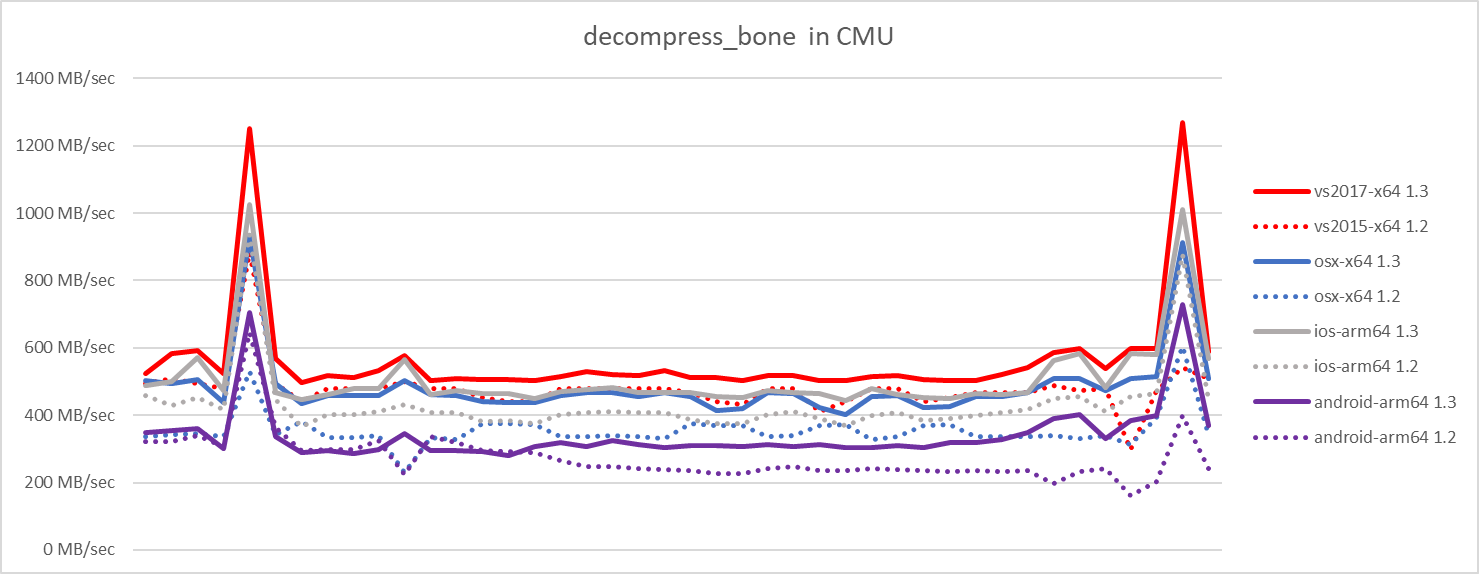 decompress_bone in CMU
1400 MB/sec
1200 MB/sec
1000 MB/sec
800 MB/sec
600 MB/sec
400 MB/sec
200 MB/sec
0 MB/sec
vs2017-x64 1.3
vs2015-x64 1.2
osx-x64 1.3
osx-x64 1.2
ios-arm64 1.3
ios-arm64 1.2
android-arm64 1.3
android-arm64 1.2